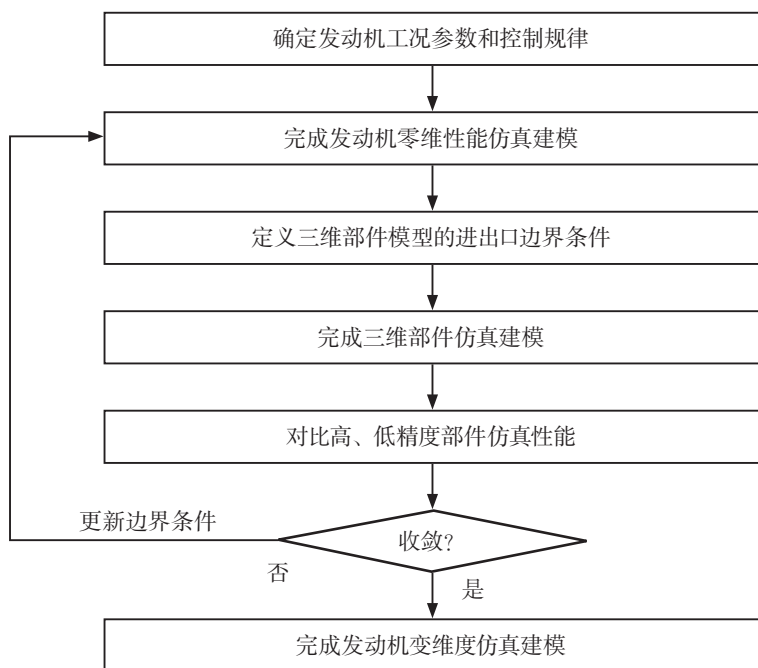 确定发动机工况参数和控制规律
完成发动机零维性能仿真建模
定义三维部件模型的进出口边界条件
完成三维部件仿真建模
对比高、低精度部件仿真性能
更新边界条件
收敛?
否
是
完成发动机变维度仿真建模